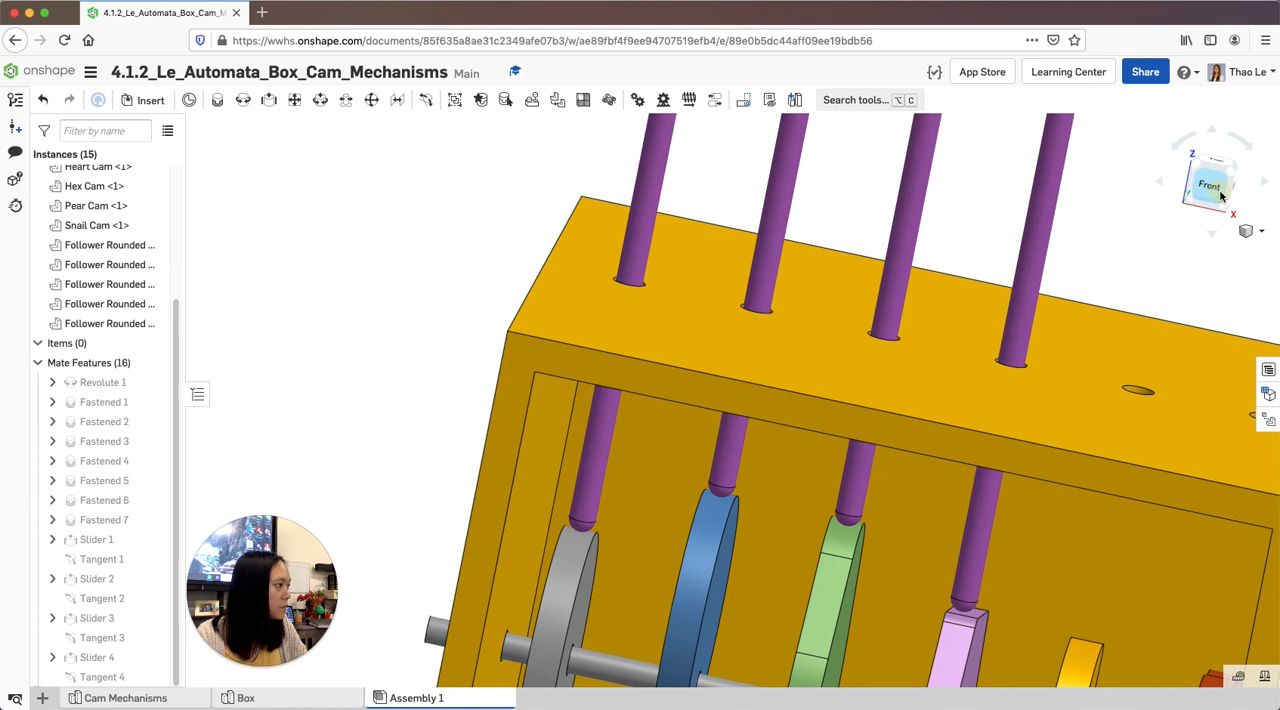 4.1.2_Le_Automata_Box_Cam_M
https://wwhs.onshape.com/documents/85f635a8ae31c2349afe07b3/w/ae89fbf4f9ee94707519efb4/e/89e0b5dc44aff09ee19bdb56
onshape
4.1.2_Le_Automata_Box_Cam_Mechanisms Main
App Store
Learning Center
Share
Thao Le
Insert
Search tools... ⌥ C
Filter by name
Instances (15)
Heart Cam <1>
Hex Cam <1>
Pear Cam <1>
Snail Cam <1>
Follower Rounded ...
Follower Rounded ...
Follower Rounded ...
Follower Rounded ...
Follower Rounded ...
Items (0)
Mate Features (16)
Revolute 1
Fastened 1
Fastened 2
Fastened 3
Fastened 4
Fastened 5
Fastened 6
Fastened 7
Slider 1
Tangent 1
Slider 2
Tangent 2
Slider 3
Tangent 3
Slider 4
Tangent 4
Z
Front
X
Cam Mechanisms
Box
Assembly 1